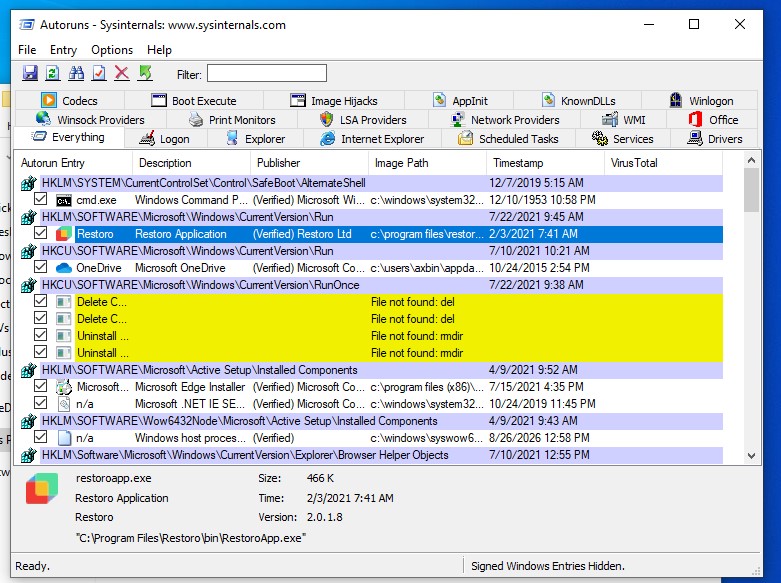 Autoruns - Sysinternals: www.sysinternals.com
File Entry Options Help
Filter:
Codecs Boot Execute Image Hijacks AppInit KnownDLLs Winlogon
Winsock Providers Print Monitors LSA Providers Network Providers WMI Office
Everything Logon Explorer Internet Explorer Scheduled Tasks Services Drivers
Autorun Entry Description Publisher Image Path Timestamp VirusTotal
HKLM\SYSTEM\CurrentControlSet\Control\SafeBoot\AlternateShell 12/7/2019 5:15 AM
cmd.exe Windows Command P... (Verified) Microsoft Wi... c:\windows\system32... 12/10/1953 10:58 PM
HKLM\SOFTWARE\Microsoft\Windows\CurrentVersion\Run 7/22/2021 9:45 AM
Restoro Restoro Application (Verified) Restoro Ltd c:\program files\restor... 2/3/2021 7:41 AM
HKCU\SOFTWARE\Microsoft\Windows\CurrentVersion\Run 7/10/2021 10:21 AM
OneDrive Microsoft OneDrive (Verified) Microsoft Co... c:\users\axbin\appda... 10/24/2015 2:54 PM
HKCU\SOFTWARE\Microsoft\Windows\CurrentVersion\RunOnce 7/22/2021 9:38 AM
Delete C... File not found: del
Delete C... File not found: del
Uninstall ... File not found: rmdir
Uninstall ... File not found: rmdir
HKLM\SOFTWARE\Microsoft\Active Setup\Installed Components 4/9/2021 9:52 AM
Microsoft... Microsoft Edge Installer (Verified) Microsoft Co... c:\program files (x86)\... 7/15/2021 4:35 PM
n/a Microsoft .NET IE SE... (Verified) Microsoft Co... c:\windows\system32... 10/24/2019 11:45 PM
HKLM\SOFTWARE\Wow6432Node\Microsoft\Active Setup\Installed Components 4/9/2021 9:43 AM
n/a Windows host proces... (Verified) c:\windows\syswow6... 8/26/2026 12:58 PM
HKLM\Software\Microsoft\Windows\CurrentVersion\Explorer\Browser Helper Objects 7/10/2021 12:55 PM
restoroapp.exe Size: 466 K
Restoro Application Time: 2/3/2021 7:41 AM
Restoro Version: 2.0.1.8
"C:\Program Files\Restoro\bin\RestoroApp.exe"
Ready. Signed Windows Entries Hidden.